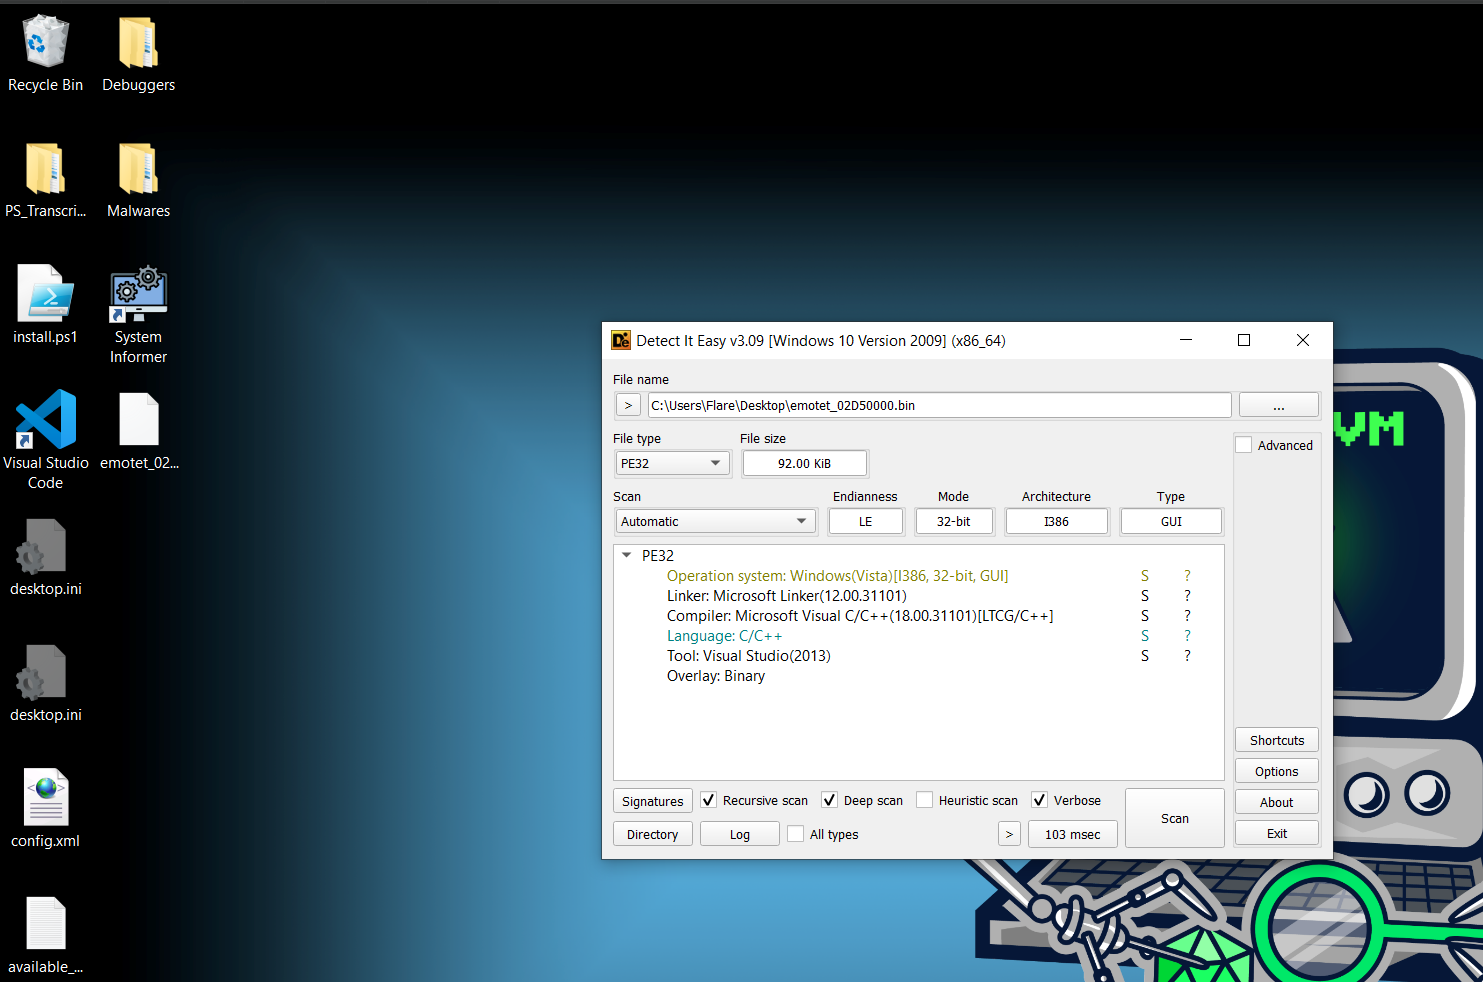 Recycle Bin
Debuggers
PS_Transcri...
Malwares
install.ps1
System
Informer
Visual Studio
Code
emotet_02...
desktop.ini
desktop.ini
config.xml
available_...
Detect It Easy v3.09 [Windows 10 Version 2009] (x86_64)
File name
> C:\Users\Flare\Desktop\emotet_02D50000.bin ...
File type File size
PE32 92.00 KiB
Advanced
Scan Endianness Mode Architecture Type
Automatic LE 32-bit I386 GUI
PE32
Operation system: Windows(Vista)[I386, 32-bit, GUI] S ?
Linker: Microsoft Linker(12.00.31101) S ?
Compiler: Microsoft Visual C/C++(18.00.31101)[LTCG/C++] S ?
Language: C/C++ S ?
Tool: Visual Studio(2013) S ?
Overlay: Binary
Shortcuts
Options
About
Exit
Signatures Recursive scan Deep scan Heuristic scan Verbose
Directory Log All types > 103 msec
Scan
VM